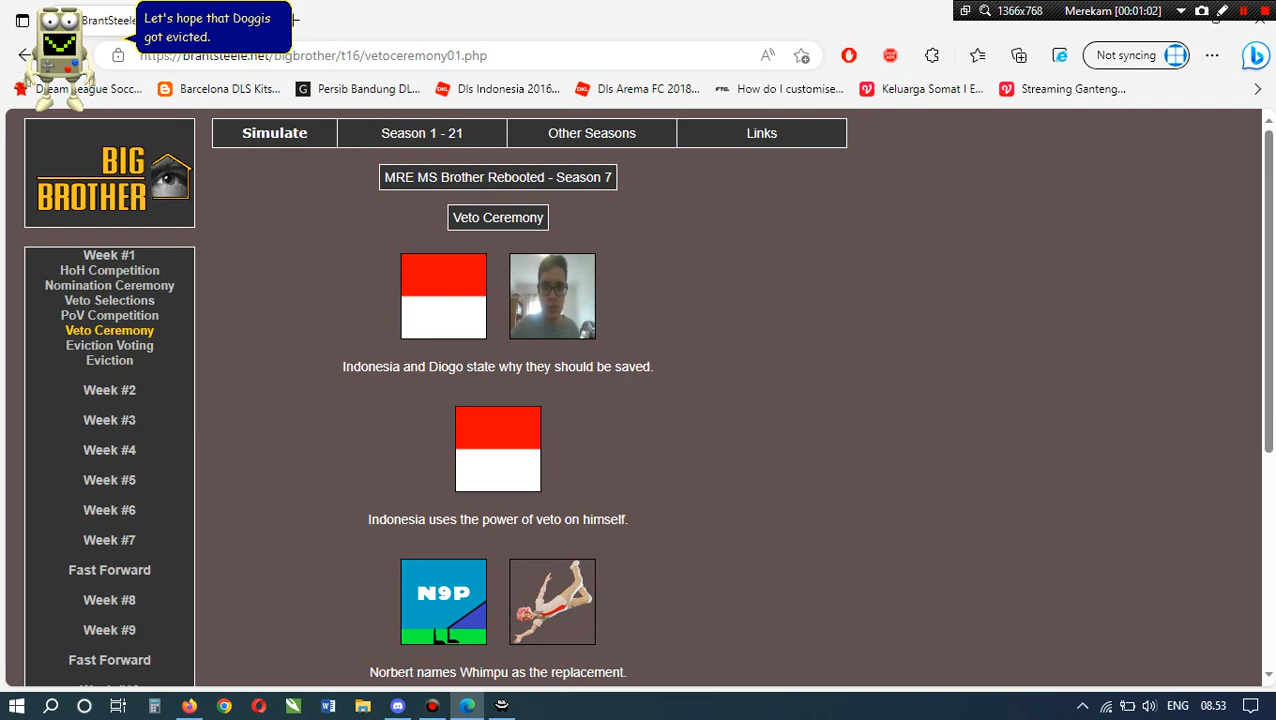 Let's hope that Doggis
got evicted.
BrantSteele
1366x768
Merekam [00:01:02]
https://brantsteele.net/bigbrother/t16/vetoceremony01.php
Not syncing
Dream League Socc...
Barcelona DLS Kits...
Persib Bandung DL...
Dls Indonesia 2016...
Dls Arema FC 2018...
How do I customise...
Keluarga Somat I E...
Streaming Ganteng...
BIG
BROTHER
Simulate
Season 1 - 21
Other Seasons
Links
MRE MS Brother Rebooted - Season 7
Veto Ceremony
Week #1
HoH Competition
Nomination Ceremony
Veto Selections
PoV Competition
Veto Ceremony
Eviction Voting
Eviction
Week #2
Week #3
Week #4
Week #5
Week #6
Week #7
Fast Forward
Week #8
Week #9
Fast Forward
Indonesia and Diogo state why they should be saved.
Indonesia uses the power of veto on himself.
N9P
Norbert names Whimpu as the replacement.
ENG
08.53